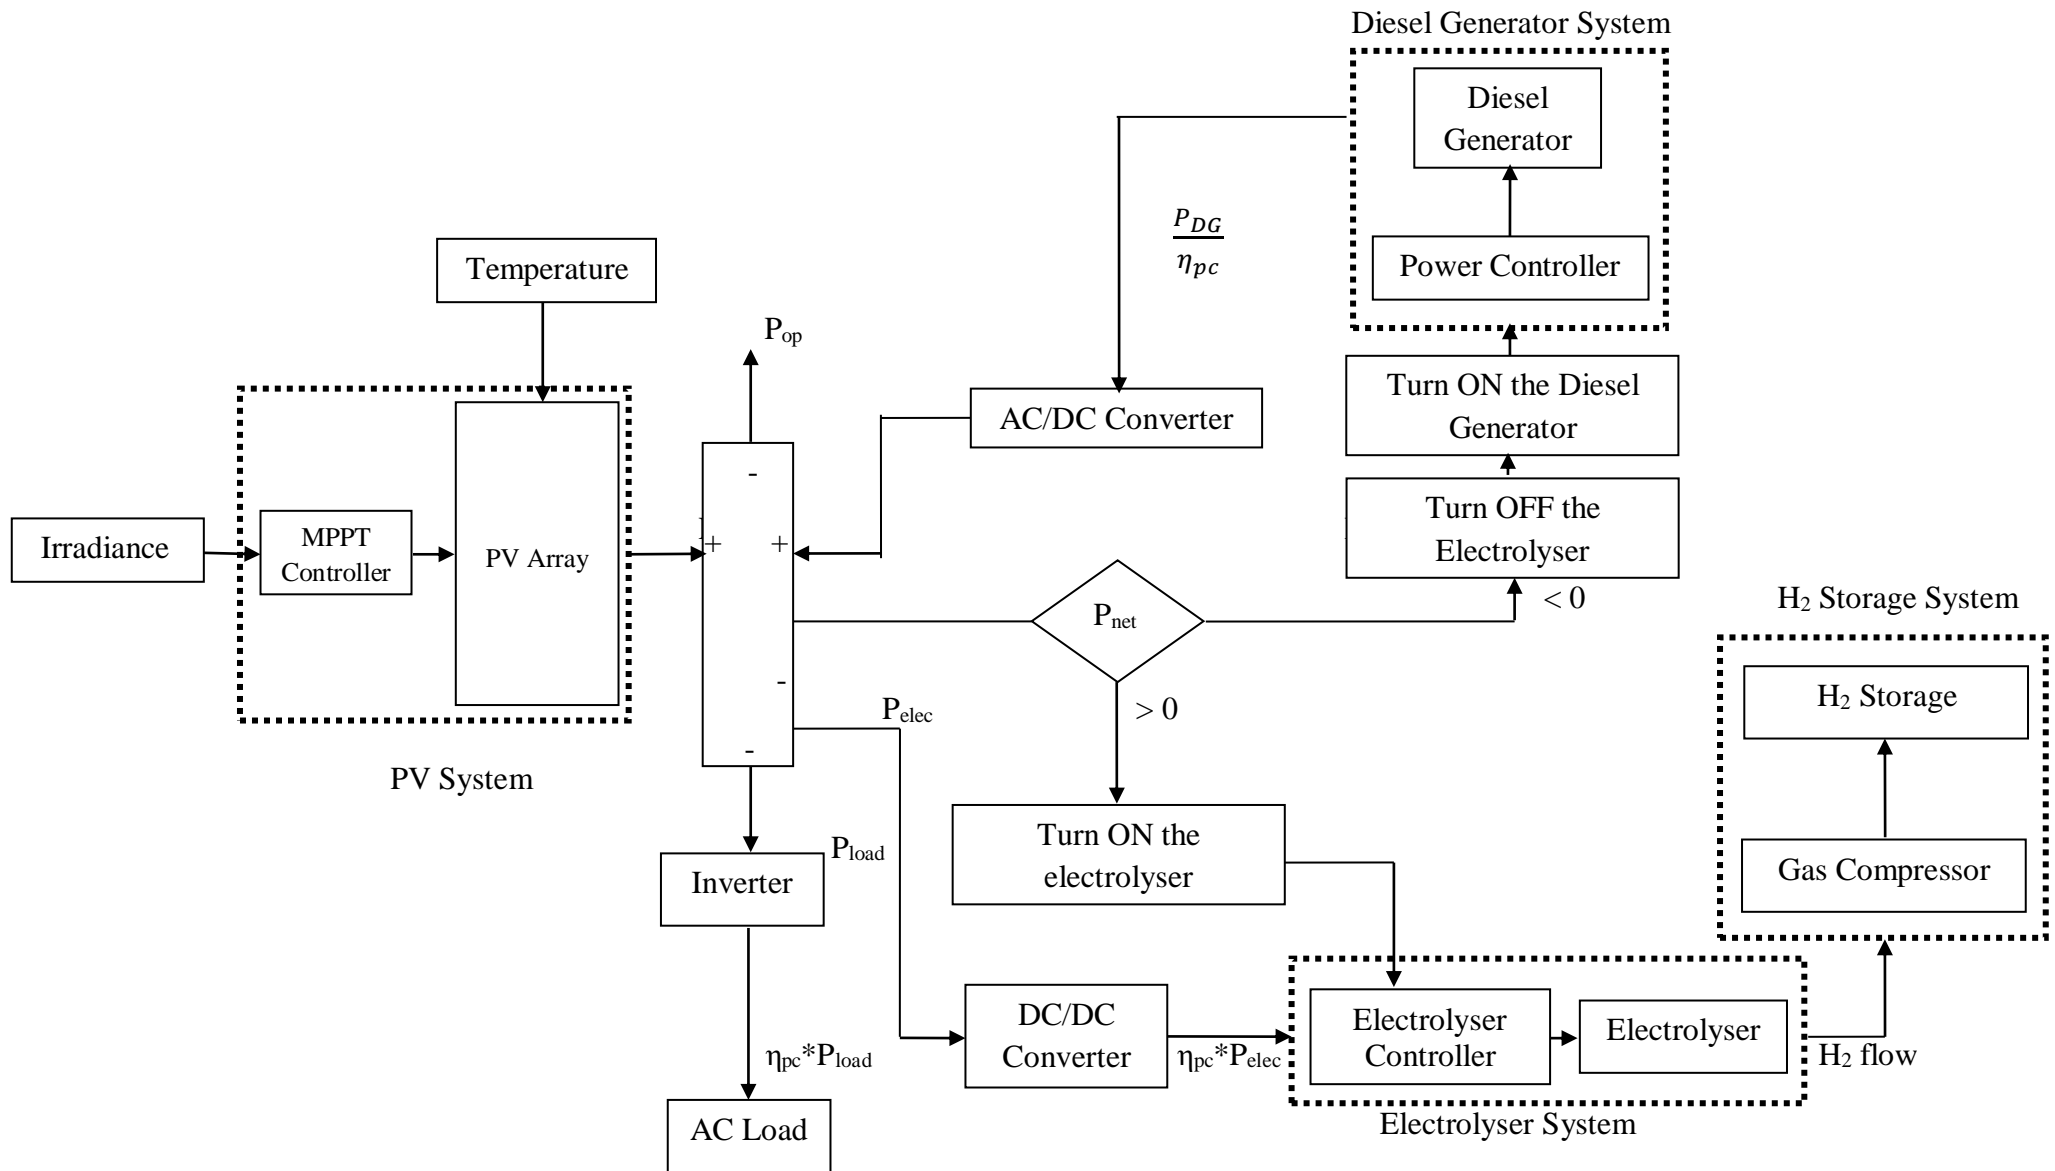 Diesel Generator System
Diesel
Generator
Power Controller
P_DG
η_pc
Temperature
P_op
AC/DC Converter
Turn ON the Diesel
Generator
Turn OFF the
Electrolyser
-
Irradiance
MPPT
Controller
PV Array
+
+
P_net
< 0
H₂ Storage System
H₂ Storage
-
P_elec
> 0
-
PV System
Turn ON the
electrolyser
P_load
Inverter
Gas Compressor
DC/DC
Converter
Electrolyser
Controller
Electrolyser
η_pc*P_load
η_pc*P_elec
H₂ flow
AC Load
Electrolyser System